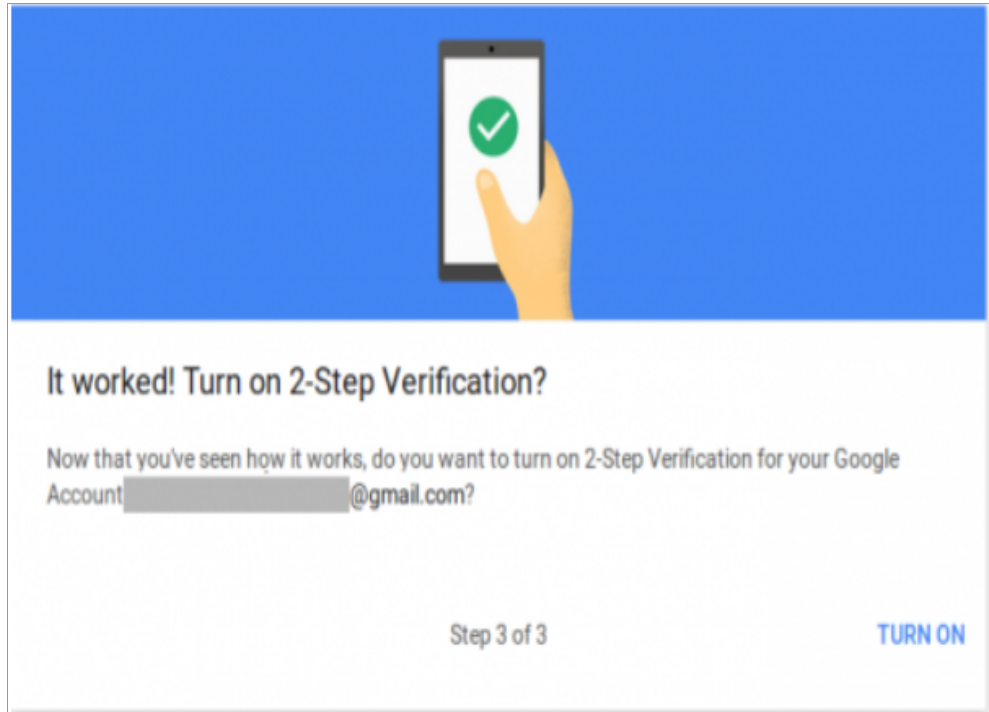 It worked! Turn on 2-Step Verification?
Now that you've seen how it works, do you want to turn on 2-Step Verification for your Google
Account @gmail.com?
Step 3 of 3
TURN ON